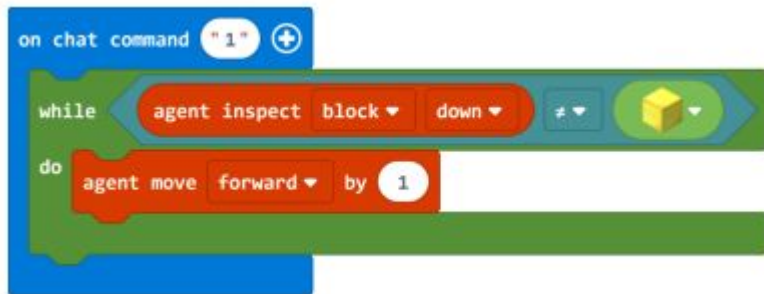 on chat command "1"
while agent inspect block down ≠
do
agent move forward by 1